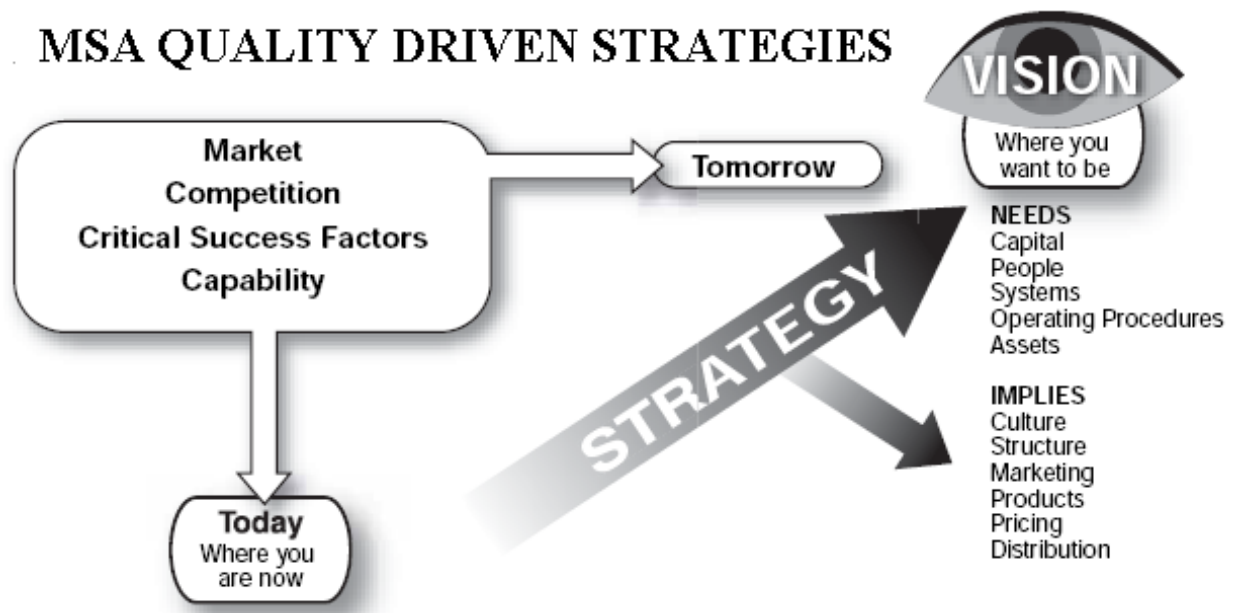 MSA QUALITY DRIVEN STRATEGIES
VISION
Where you
want to be
Market
Competition
Critical Success Factors
Capability
Tomorrow
STRATEGY
NEEDS
Capital
People
Systems
Operating Procedures
Assets
IMPLIES
Culture
Structure
Marketing
Products
Pricing
Distribution
Today
Where you
are now